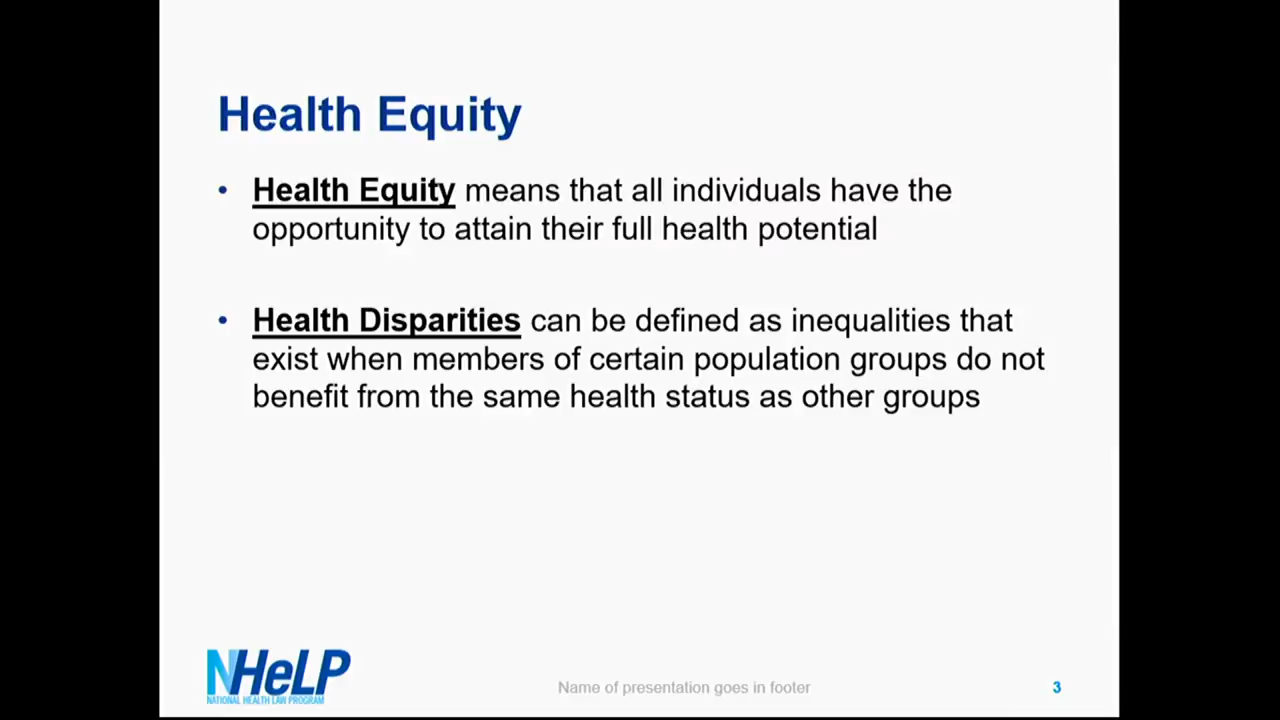 Health Equity
• Health Equity means that all individuals have the
opportunity to attain their full health potential
• Health Disparities can be defined as inequalities that
exist when members of certain population groups do not
benefit from the same health status as other groups
NHeLP
NATIONAL HEALTH LAW PROGRAM
Name of presentation goes in footer
3